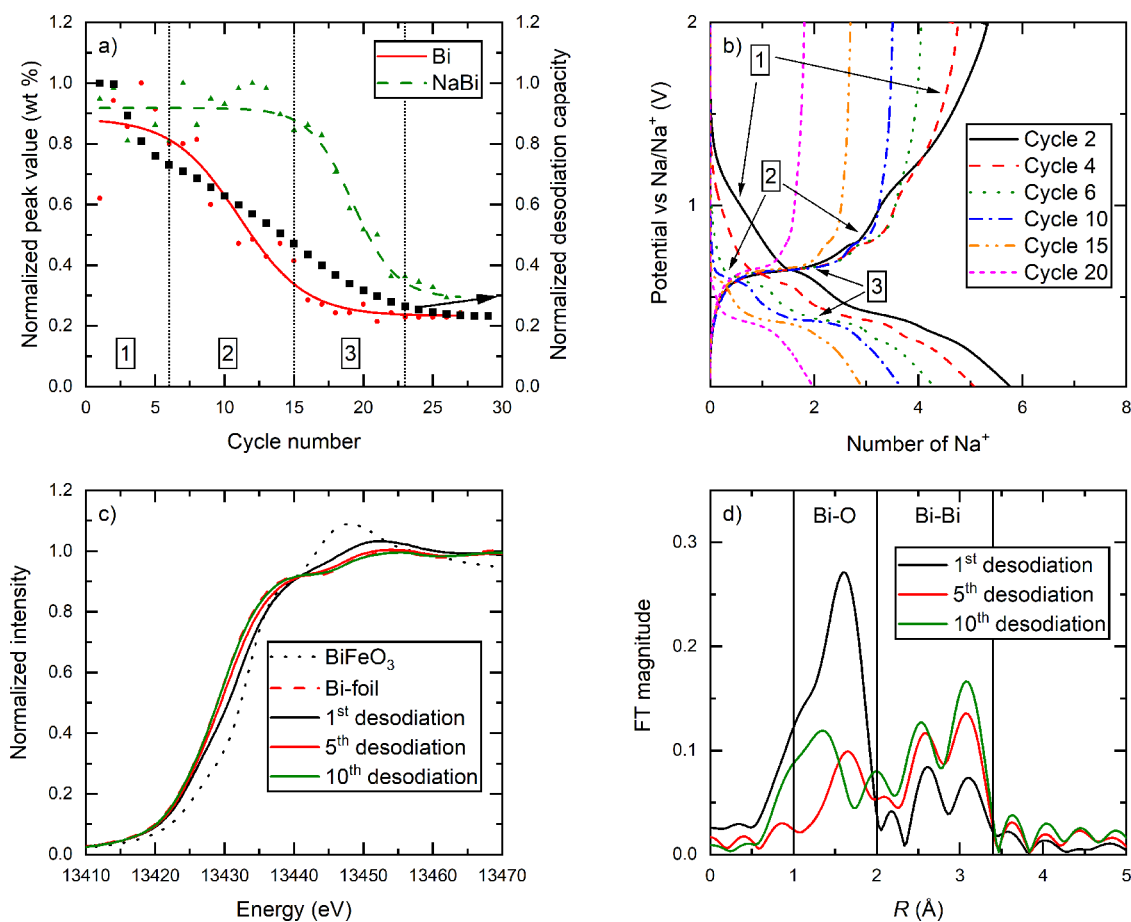 a)
Bi
NaBi
1
2
3
0.0
0.2
0.4
0.6
0.8
1.0
1.2
0.0
0.2
0.4
0.6
0.8
1.0
1.2
0 5 10 15 20 25 30
Normalized peak value (wt %)
Normalized desodiation capacity
Cycle number
b)
1
2
3
Cycle 2
Cycle 4
Cycle 6
Cycle 10
Cycle 15
Cycle 20
2
1
0 2 4 6 8
Potential vs Na/Na⁺ (V)
Number of Na⁺
c)
BiFeO₃
Bi-foil
1ˢᵗ desodiation
5ᵗʰ desodiation
10ᵗʰ desodiation
1.2
1.0
0.8
0.6
0.4
0.2
0.0
13410 13420 13430 13440 13450 13460 13470
Normalized intensity
Energy (eV)
d)
Bi-O
Bi-Bi
1ˢᵗ desodiation
5ᵗʰ desodiation
10ᵗʰ desodiation
0.3
0.2
0.1
0.0
0 1 2 3 4 5
FT magnitude
R (Å)